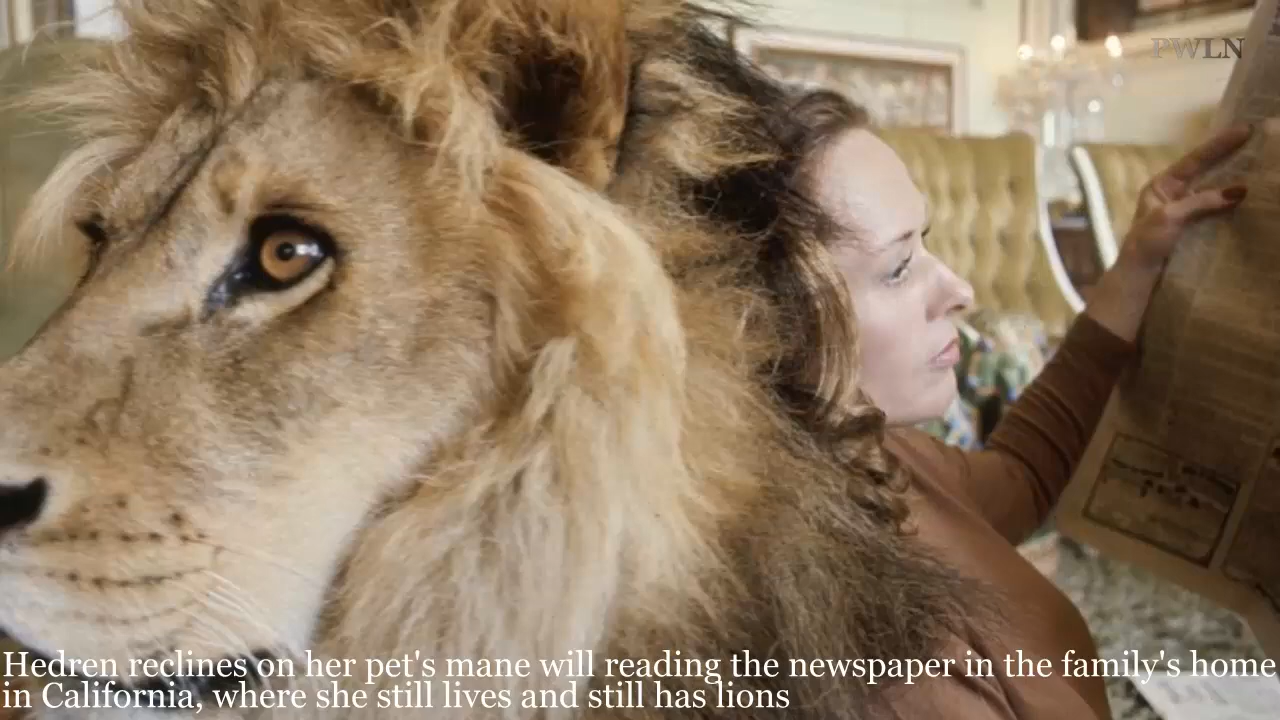 PWLN
Hedren reclines on her pet's mane will reading the newspaper in the family's home
in California, where she still lives and still has lions